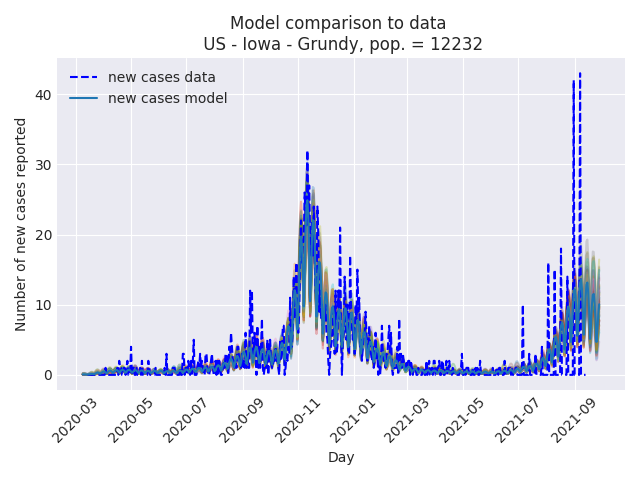 Model comparison to data
US - Iowa - Grundy, pop. = 12232
new cases data
new cases model
Number of new cases reported
40
30
20
10
0
2020-03
2020-05
2020-07
2020-09
2020-11
2021-01
2021-03
2021-05
2021-07
2021-09
Day